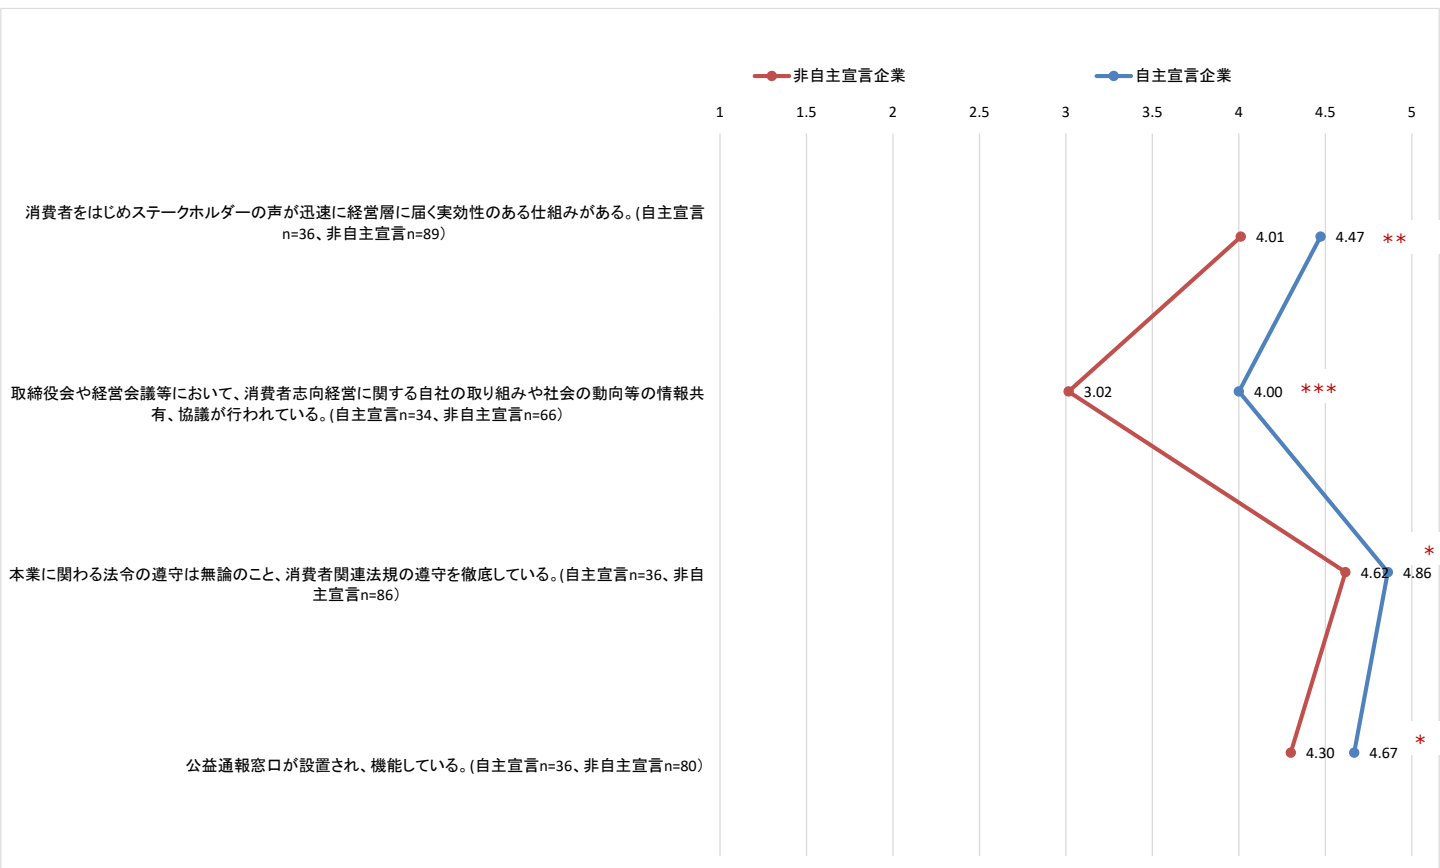 非自主宣言企業 自主宣言企業
1 1.5 2 2.5 3 3.5 4 4.5 5
消費者をはじめステークホルダーの声が迅速に経営層に届く実効性のある仕組みがある。(自主宣言
n=36、非自主宣言n=89)
4.01 4.47 **
取締役会や経営会議等において、消費者志向経営に関する自社の取り組みや社会の動向等の情報共
有、協議が行われている。(自主宣言n=34、非自主宣言n=66)
3.02 4.00 ***
*
本業に関わる法令の遵守は無論のこと、消費者関連法規の遵守を徹底している。(自主宣言n=36、非自
主宣言n=86)
4.62 4.86
*
公益通報窓口が設置され、機能している。(自主宣言n=36、非自主宣言n=80)
4.30 4.67